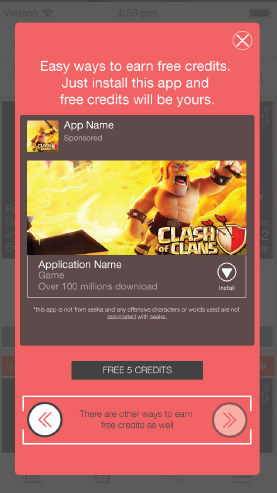 Verizon 4:58 pm
Easy ways to earn free credits.
Just install this app and
free credits will be yours.
App Name
Sponsored
CLASH
OF CLANS
Application Name
Game
Over 100 millions download
Install
*this app is not from seeka and any offensive characters or words used are not
associated with seeka.
FREE 5 CREDITS
There are other ways to earn
free credits as well